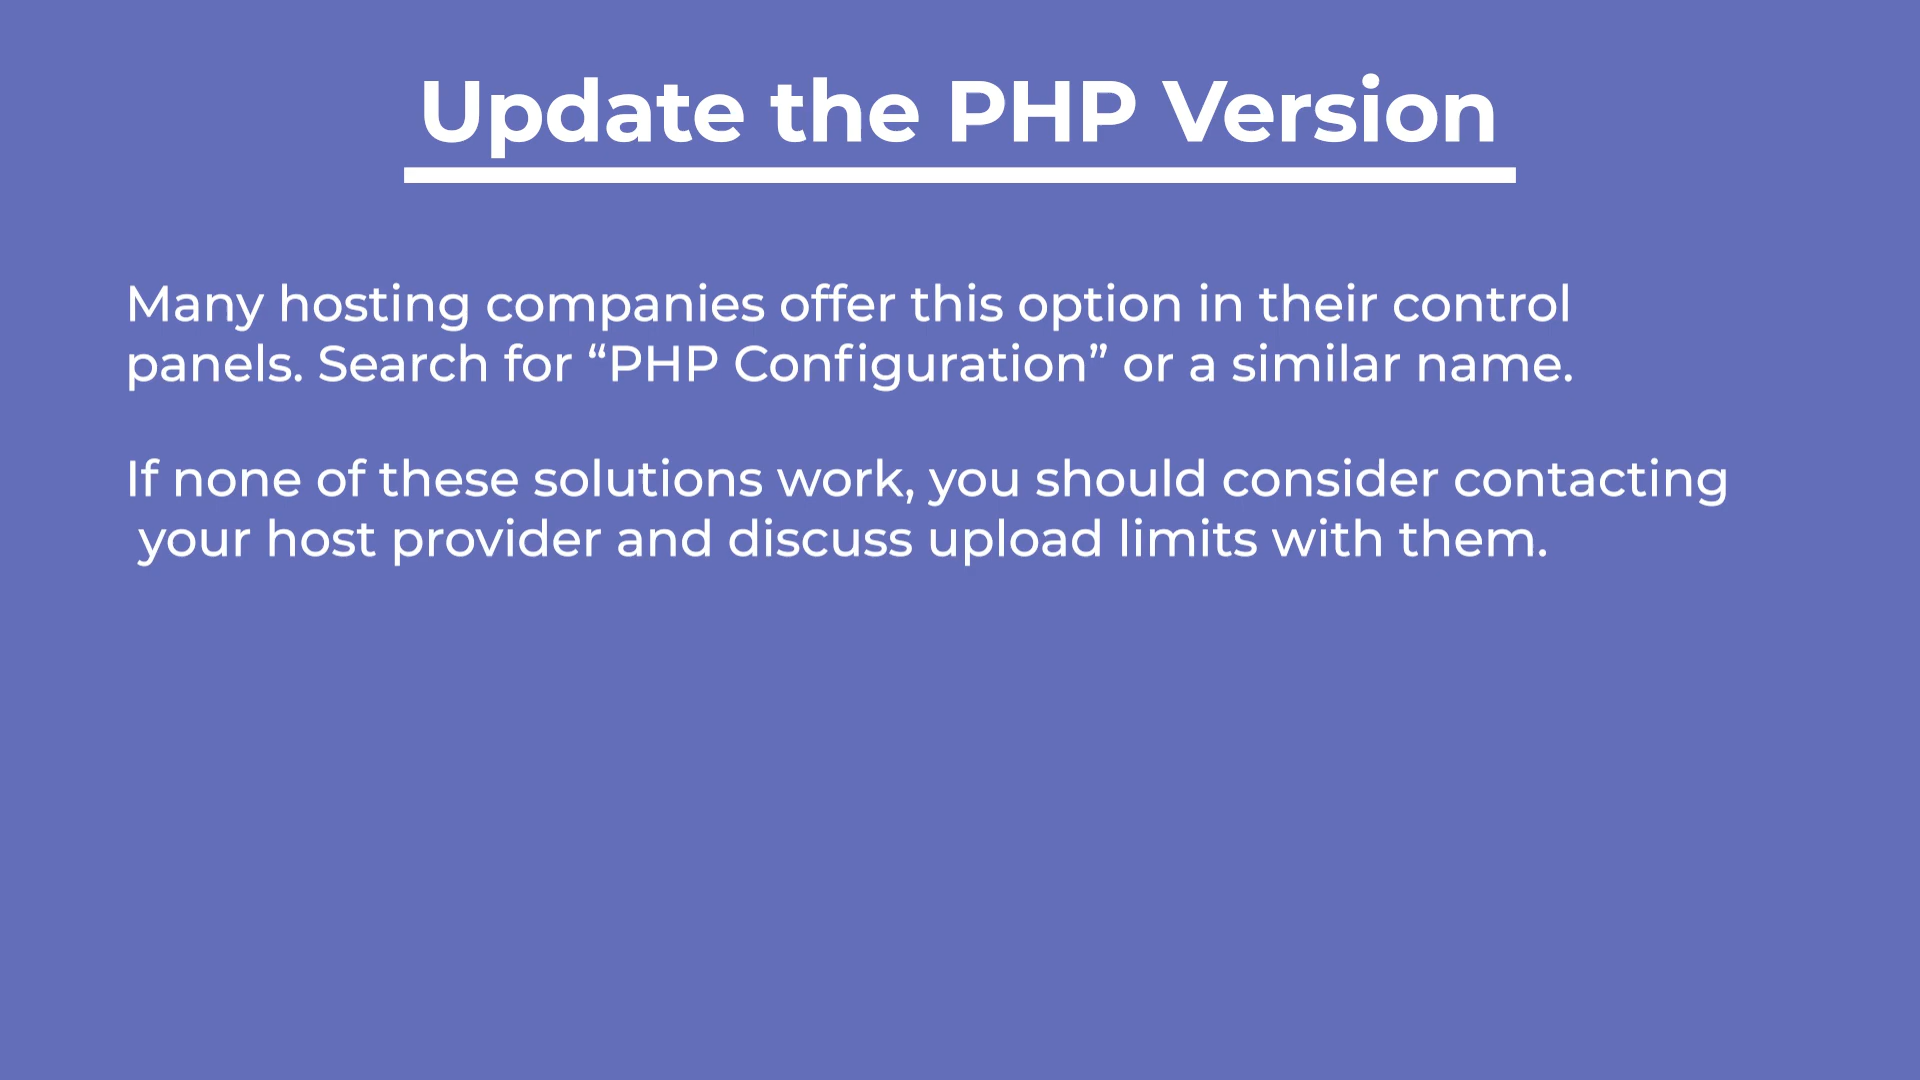 Update the PHP Version
Many hosting companies offer this option in their control
panels. Search for “PHP Configuration” or a similar name.
If none of these solutions work, you should consider contacting
your host provider and discuss upload limits with them.